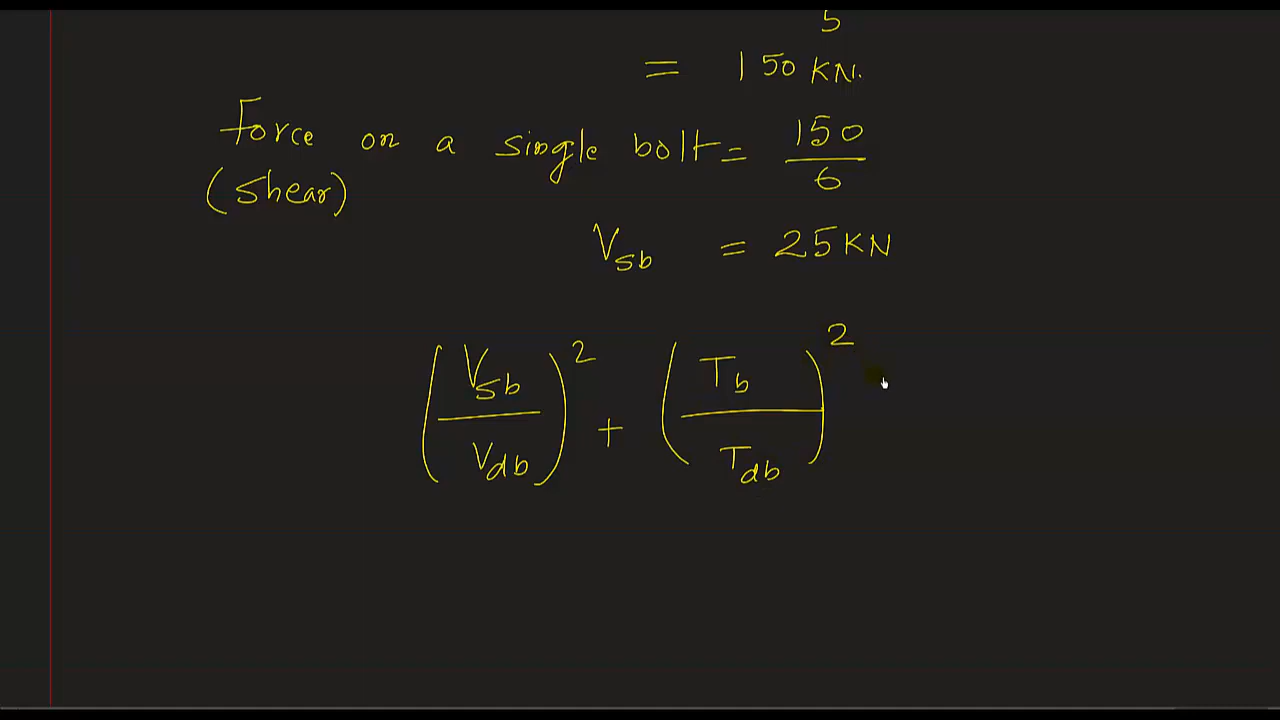 5
= 150 KN.
Force on a single bolt = 150/6
(Shear)
Vsb = 25 KN
(Vsb/Vdb)² + (Tb/Tdb)²